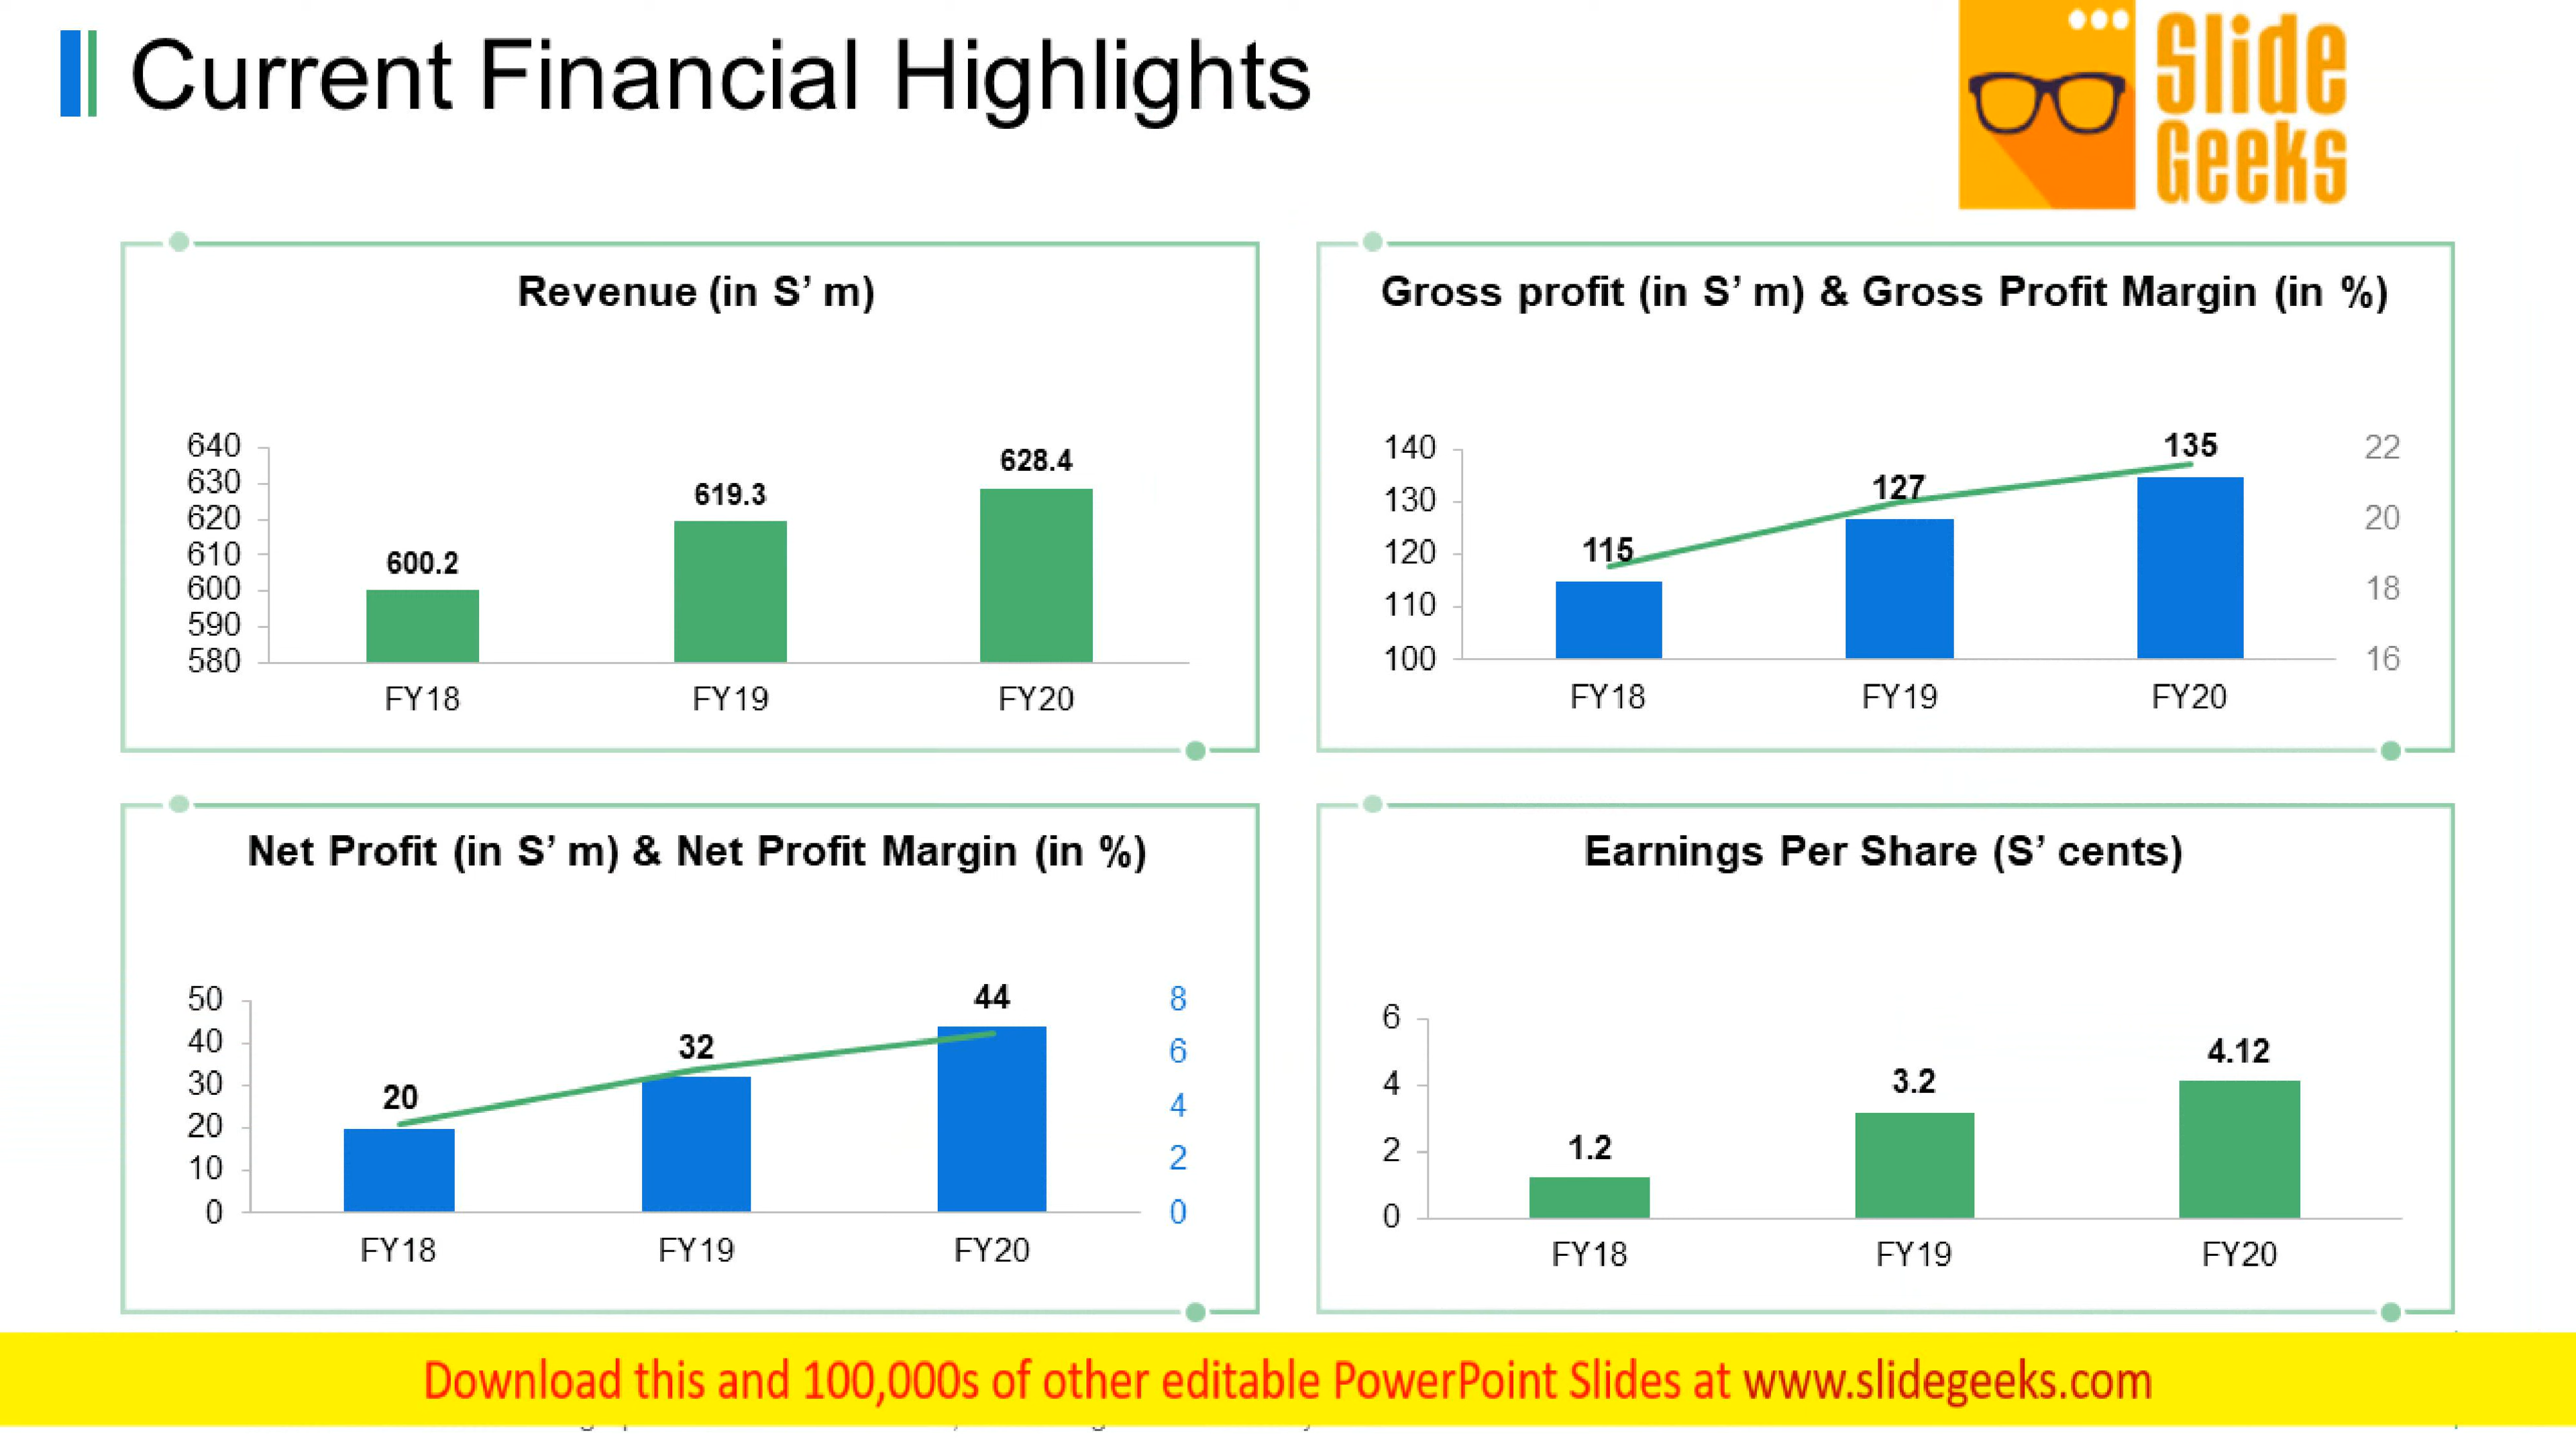 Current Financial Highlights
Slide
Geeks
Revenue (in S’ m)
640
630
620
610
600
590
580
600.2
619.3
628.4
FY18
FY19
FY20
Gross profit (in S’ m) & Gross Profit Margin (in %)
140
130
120
110
100
115
127
135
22
20
18
16
FY18
FY19
FY20
Net Profit (in S’ m) & Net Profit Margin (in %)
50
40
30
20
10
0
20
32
44
8
6
4
2
0
FY18
FY19
FY20
Earnings Per Share (S’ cents)
6
4
2
0
1.2
3.2
4.12
FY18
FY19
FY20
Download this and 100,000s of other editable PowerPoint Slides at www.slidegeeks.com